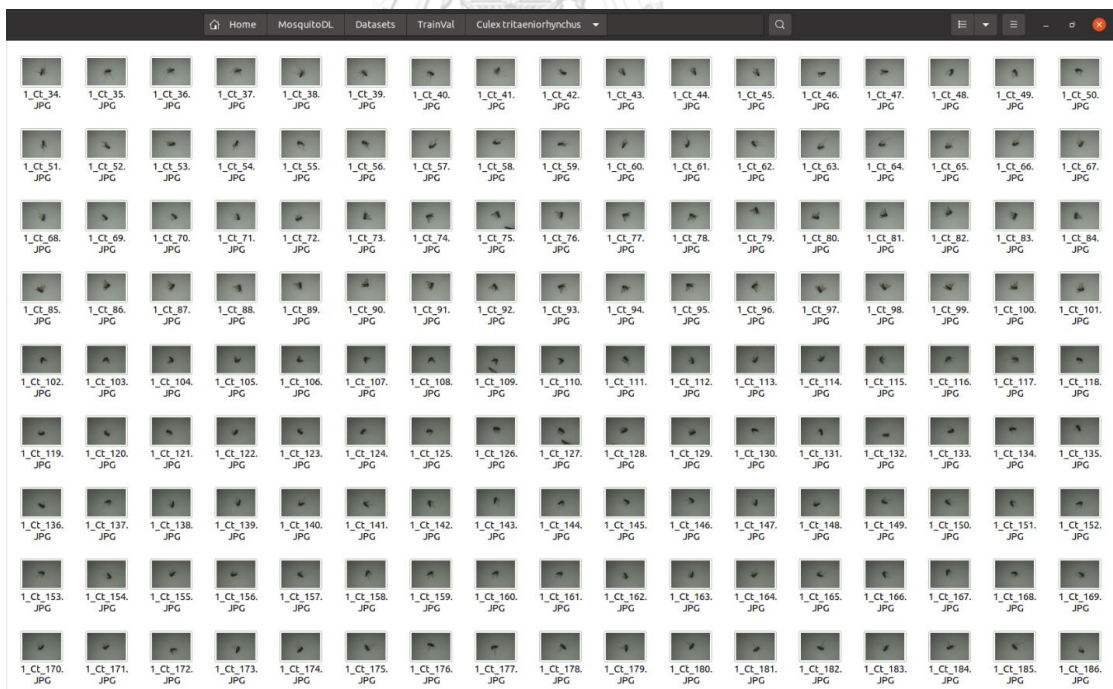 Home MosquitoDL Datasets TrainVal Culex tritaeniorhynchus
1_Ct_34.JPG 1_Ct_35.JPG 1_Ct_36.JPG 1_Ct_37.JPG 1_Ct_38.JPG 1_Ct_39.JPG 1_Ct_40.JPG 1_Ct_41.JPG 1_Ct_42.JPG 1_Ct_43.JPG 1_Ct_44.JPG 1_Ct_45.JPG 1_Ct_46.JPG 1_Ct_47.JPG 1_Ct_48.JPG 1_Ct_49.JPG 1_Ct_50.JPG
1_Ct_51.JPG 1_Ct_52.JPG 1_Ct_53.JPG 1_Ct_54.JPG 1_Ct_55.JPG 1_Ct_56.JPG 1_Ct_57.JPG 1_Ct_58.JPG 1_Ct_59.JPG 1_Ct_60.JPG 1_Ct_61.JPG 1_Ct_62.JPG 1_Ct_63.JPG 1_Ct_64.JPG 1_Ct_65.JPG 1_Ct_66.JPG 1_Ct_67.JPG
1_Ct_68.JPG 1_Ct_69.JPG 1_Ct_70.JPG 1_Ct_71.JPG 1_Ct_72.JPG 1_Ct_73.JPG 1_Ct_74.JPG 1_Ct_75.JPG 1_Ct_76.JPG 1_Ct_77.JPG 1_Ct_78.JPG 1_Ct_79.JPG 1_Ct_80.JPG 1_Ct_81.JPG 1_Ct_82.JPG 1_Ct_83.JPG 1_Ct_84.JPG
1_Ct_85.JPG 1_Ct_86.JPG 1_Ct_87.JPG 1_Ct_88.JPG 1_Ct_89.JPG 1_Ct_90.JPG 1_Ct_91.JPG 1_Ct_92.JPG 1_Ct_93.JPG 1_Ct_94.JPG 1_Ct_95.JPG 1_Ct_96.JPG 1_Ct_97.JPG 1_Ct_98.JPG 1_Ct_99.JPG 1_Ct_100.JPG 1_Ct_101.JPG
1_Ct_102.JPG 1_Ct_103.JPG 1_Ct_104.JPG 1_Ct_105.JPG 1_Ct_106.JPG 1_Ct_107.JPG 1_Ct_108.JPG 1_Ct_109.JPG 1_Ct_110.JPG 1_Ct_111.JPG 1_Ct_112.JPG 1_Ct_113.JPG 1_Ct_114.JPG 1_Ct_115.JPG 1_Ct_116.JPG 1_Ct_117.JPG 1_Ct_118.JPG
1_Ct_119.JPG 1_Ct_120.JPG 1_Ct_121.JPG 1_Ct_122.JPG 1_Ct_123.JPG 1_Ct_124.JPG 1_Ct_125.JPG 1_Ct_126.JPG 1_Ct_127.JPG 1_Ct_128.JPG 1_Ct_129.JPG 1_Ct_130.JPG 1_Ct_131.JPG 1_Ct_132.JPG 1_Ct_133.JPG 1_Ct_134.JPG 1_Ct_135.JPG
1_Ct_136.JPG 1_Ct_137.JPG 1_Ct_138.JPG 1_Ct_139.JPG 1_Ct_140.JPG 1_Ct_141.JPG 1_Ct_142.JPG 1_Ct_143.JPG 1_Ct_144.JPG 1_Ct_145.JPG 1_Ct_146.JPG 1_Ct_147.JPG 1_Ct_148.JPG 1_Ct_149.JPG 1_Ct_150.JPG 1_Ct_151.JPG 1_Ct_152.JPG
1_Ct_153.JPG 1_Ct_154.JPG 1_Ct_155.JPG 1_Ct_156.JPG 1_Ct_157.JPG 1_Ct_158.JPG 1_Ct_159.JPG 1_Ct_160.JPG 1_Ct_161.JPG 1_Ct_162.JPG 1_Ct_163.JPG 1_Ct_164.JPG 1_Ct_165.JPG 1_Ct_166.JPG 1_Ct_167.JPG 1_Ct_168.JPG 1_Ct_169.JPG
1_Ct_170.JPG 1_Ct_171.JPG 1_Ct_172.JPG 1_Ct_173.JPG 1_Ct_174.JPG 1_Ct_175.JPG 1_Ct_176.JPG 1_Ct_177.JPG 1_Ct_178.JPG 1_Ct_179.JPG 1_Ct_180.JPG 1_Ct_181.JPG 1_Ct_182.JPG 1_Ct_183.JPG 1_Ct_184.JPG 1_Ct_185.JPG 1_Ct_186.JPG